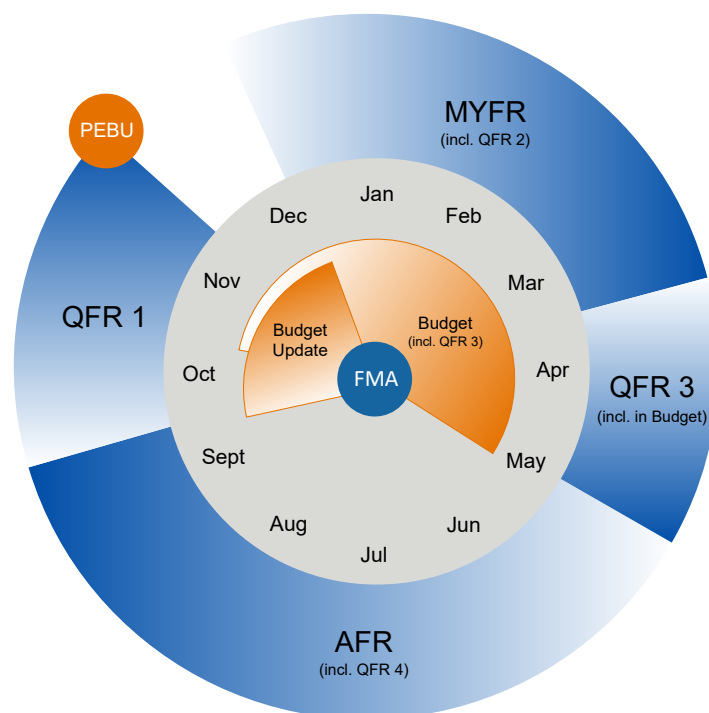 MYFR
(incl. QFR 2)
PEBU
Jan
Dec
Feb
Nov
Mar
QFR 1
Budget
Update
Budget
(incl. QFR 3)
Oct
FMA
Apr
QFR 3
(incl. in Budget)
Sept
May
Aug
Jun
Jul
AFR
(incl. QFR 4)